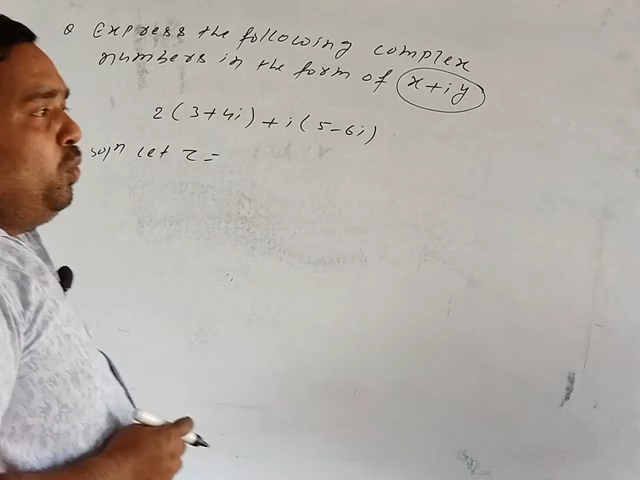 Q Express the following complex
numbers in the form of x+iy
2(3+4i)+i(5-6i)
soln let z=